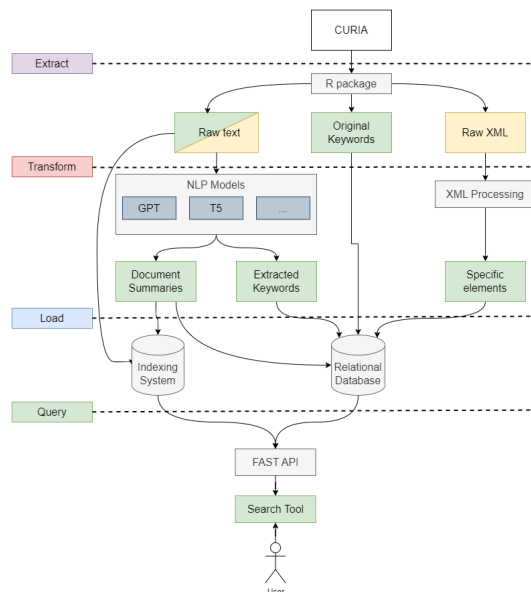 CURIA
Extract
R package
Raw text
Original
Keywords
Raw XML
Transform
NLP Models
GPT
T5
...
XML Processing
Document
Summaries
Extracted
Keywords
Specific
elements
Load
Indexing
System
Relational
Database
Query
FAST API
Search Tool
User